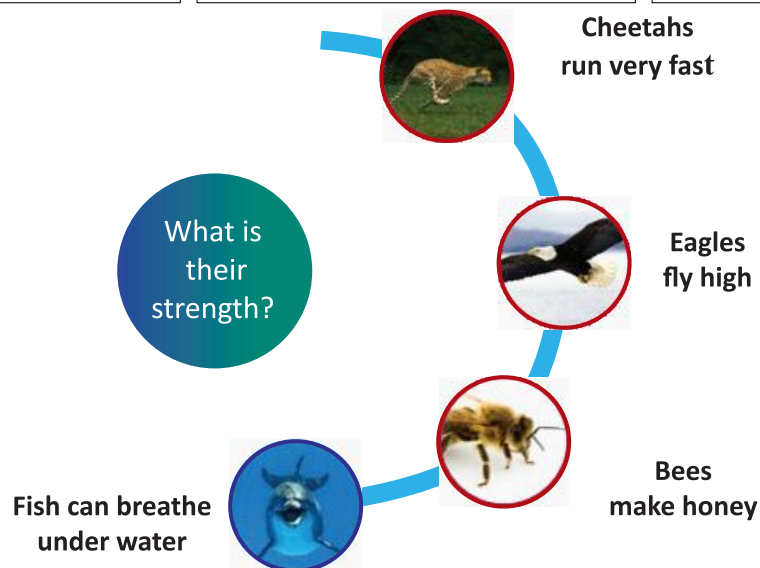 Cheetahs
run very fast
What is
their
strength?
Eagles
fly high
Bees
make honey
Fish can breathe
under water